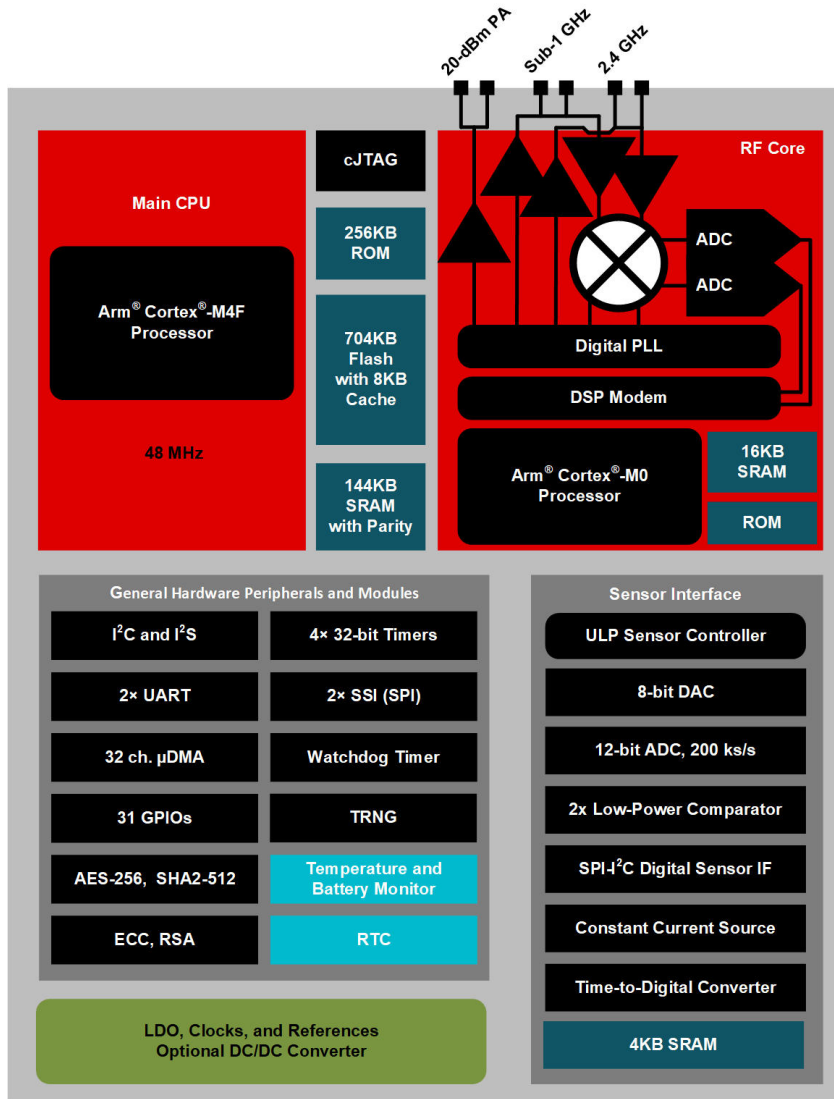 20-dBm PA
Sub-1 GHz
2.4 GHz
Main CPU
Arm® Cortex®-M4F
Processor
48 MHz
cJTAG
256KB
ROM
704KB
Flash
with 8KB
Cache
144KB
SRAM
with Parity
RF Core
ADC
ADC
Digital PLL
DSP Modem
Arm® Cortex®-M0
Processor
16KB
SRAM
ROM
General Hardware Peripherals and Modules
I²C and I²S
4× 32-bit Timers
2× UART
2× SSI (SPI)
32 ch. µDMA
Watchdog Timer
31 GPIOs
TRNG
AES-256, SHA2-512
Temperature and
Battery Monitor
ECC, RSA
RTC
LDO, Clocks, and References
Optional DC/DC Converter
Sensor Interface
ULP Sensor Controller
8-bit DAC
12-bit ADC, 200 ks/s
2x Low-Power Comparator
SPI-I²C Digital Sensor IF
Constant Current Source
Time-to-Digital Converter
4KB SRAM